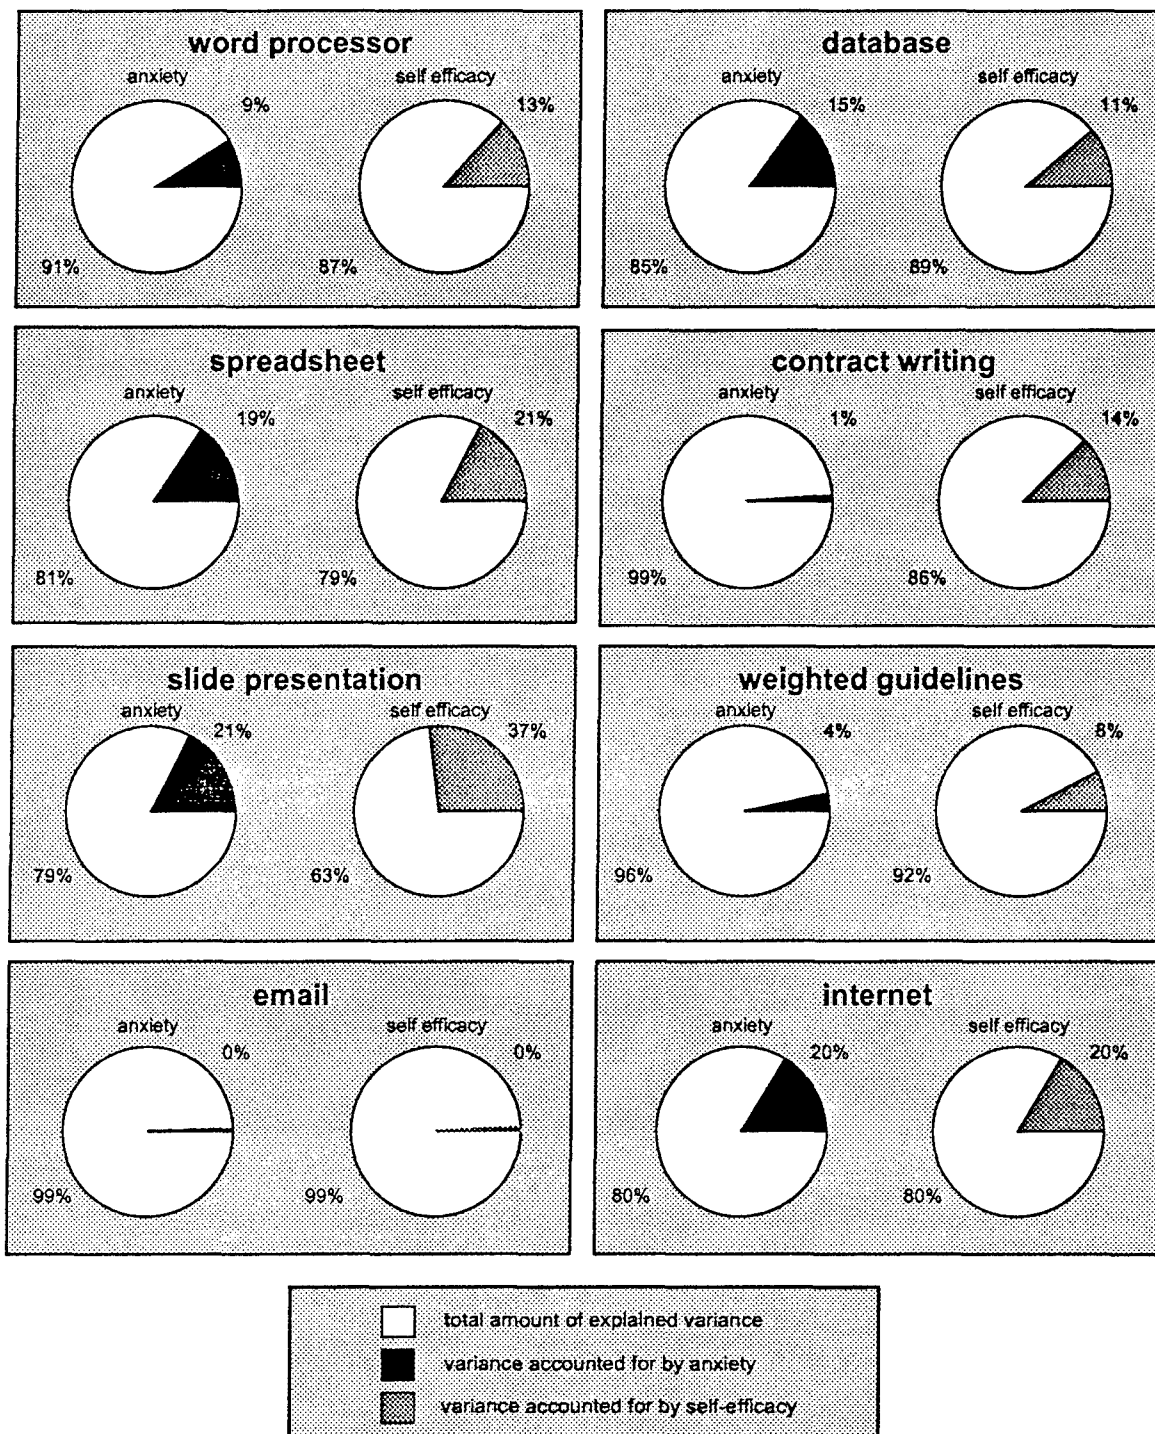 word processor
anxiety
9%
91%
self efficacy
13%
87%
database
anxiety
15%
85%
self efficacy
11%
89%
spreadsheet
anxiety
19%
81%
self efficacy
21%
79%
contract writing
anxiety
1%
99%
self efficacy
14%
86%
slide presentation
anxiety
21%
79%
self efficacy
37%
63%
weighted guidelines
anxiety
4%
96%
self efficacy
8%
92%
email
anxiety
0%
99%
self efficacy
0%
99%
internet
anxiety
20%
80%
self efficacy
20%
80%
total amount of explained variance
variance accounted for by anxiety
variance accounted for by self-efficacy